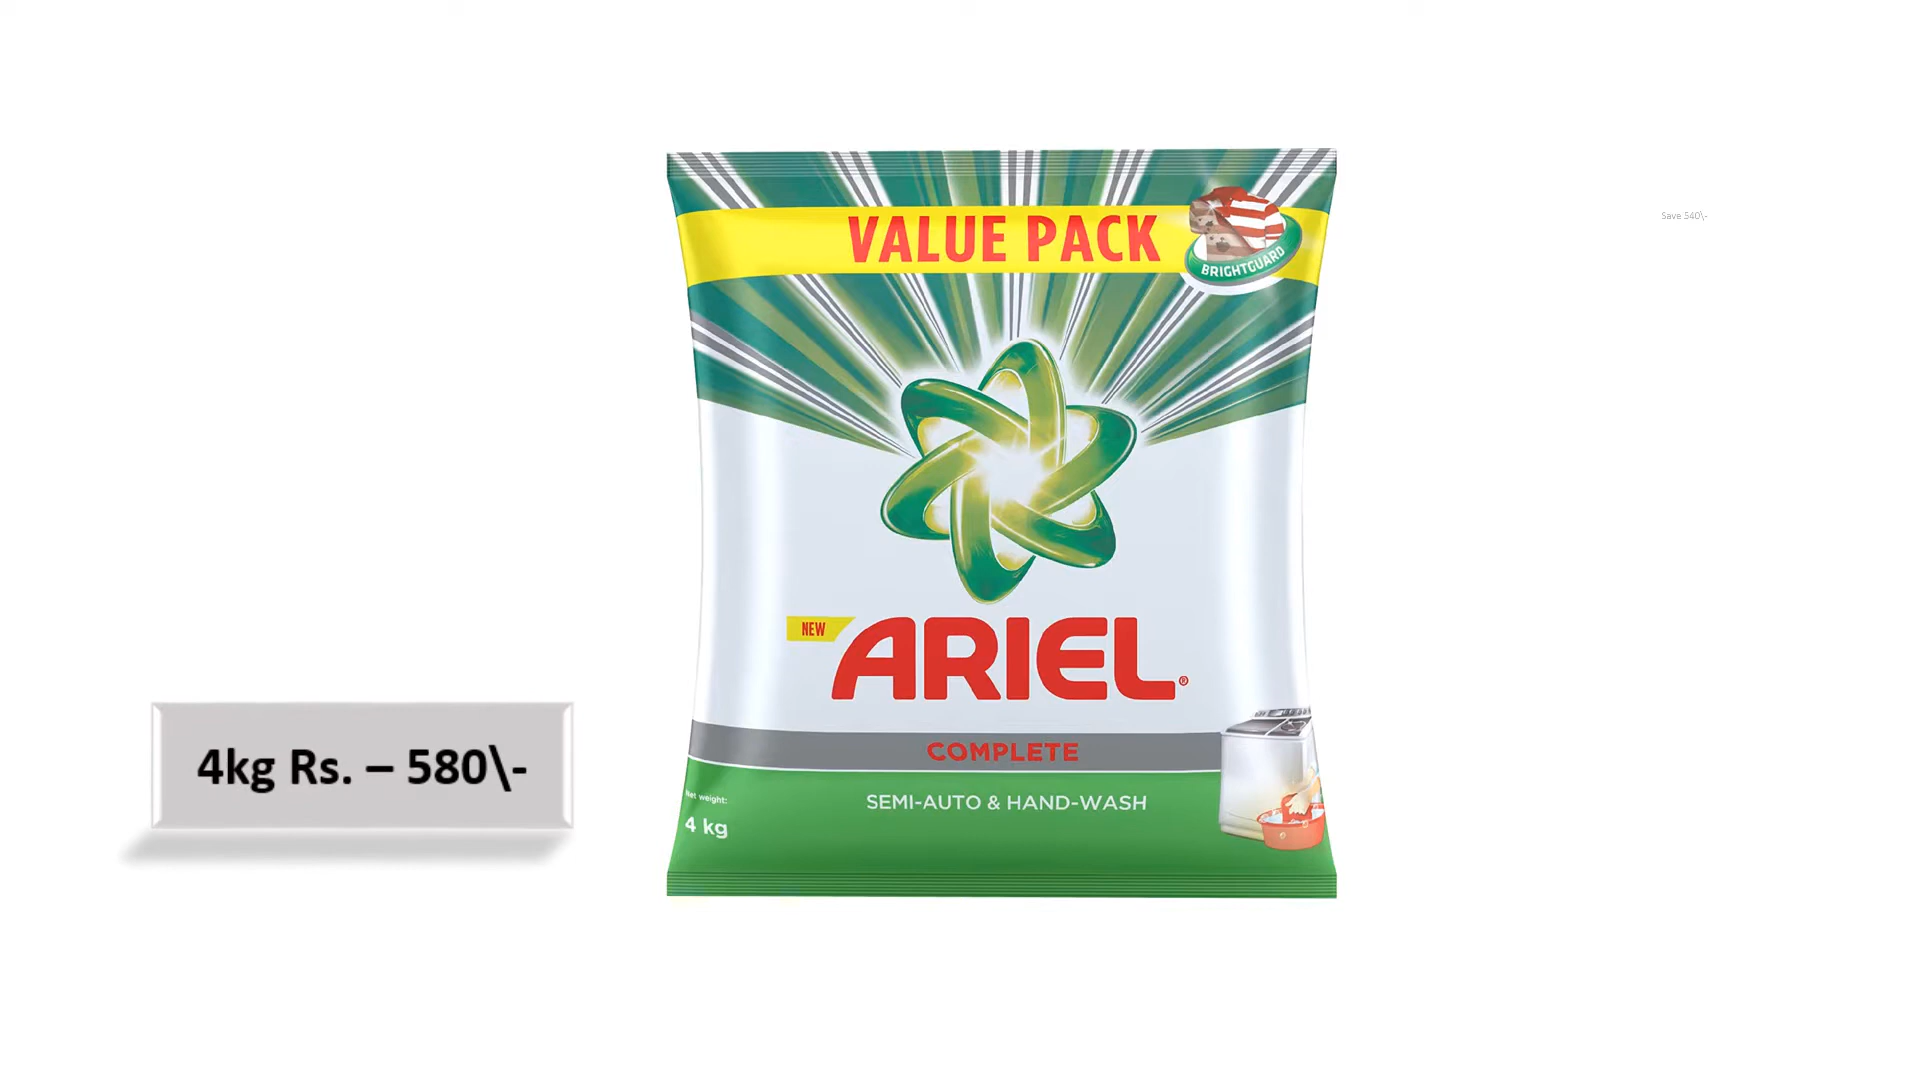 VALUE PACK
BRIGHTGUARD
Save 540\-
NEW
ARIEL®
COMPLETE
4kg Rs. – 580\-
Net weight:
4 kg
SEMI-AUTO & HAND-WASH